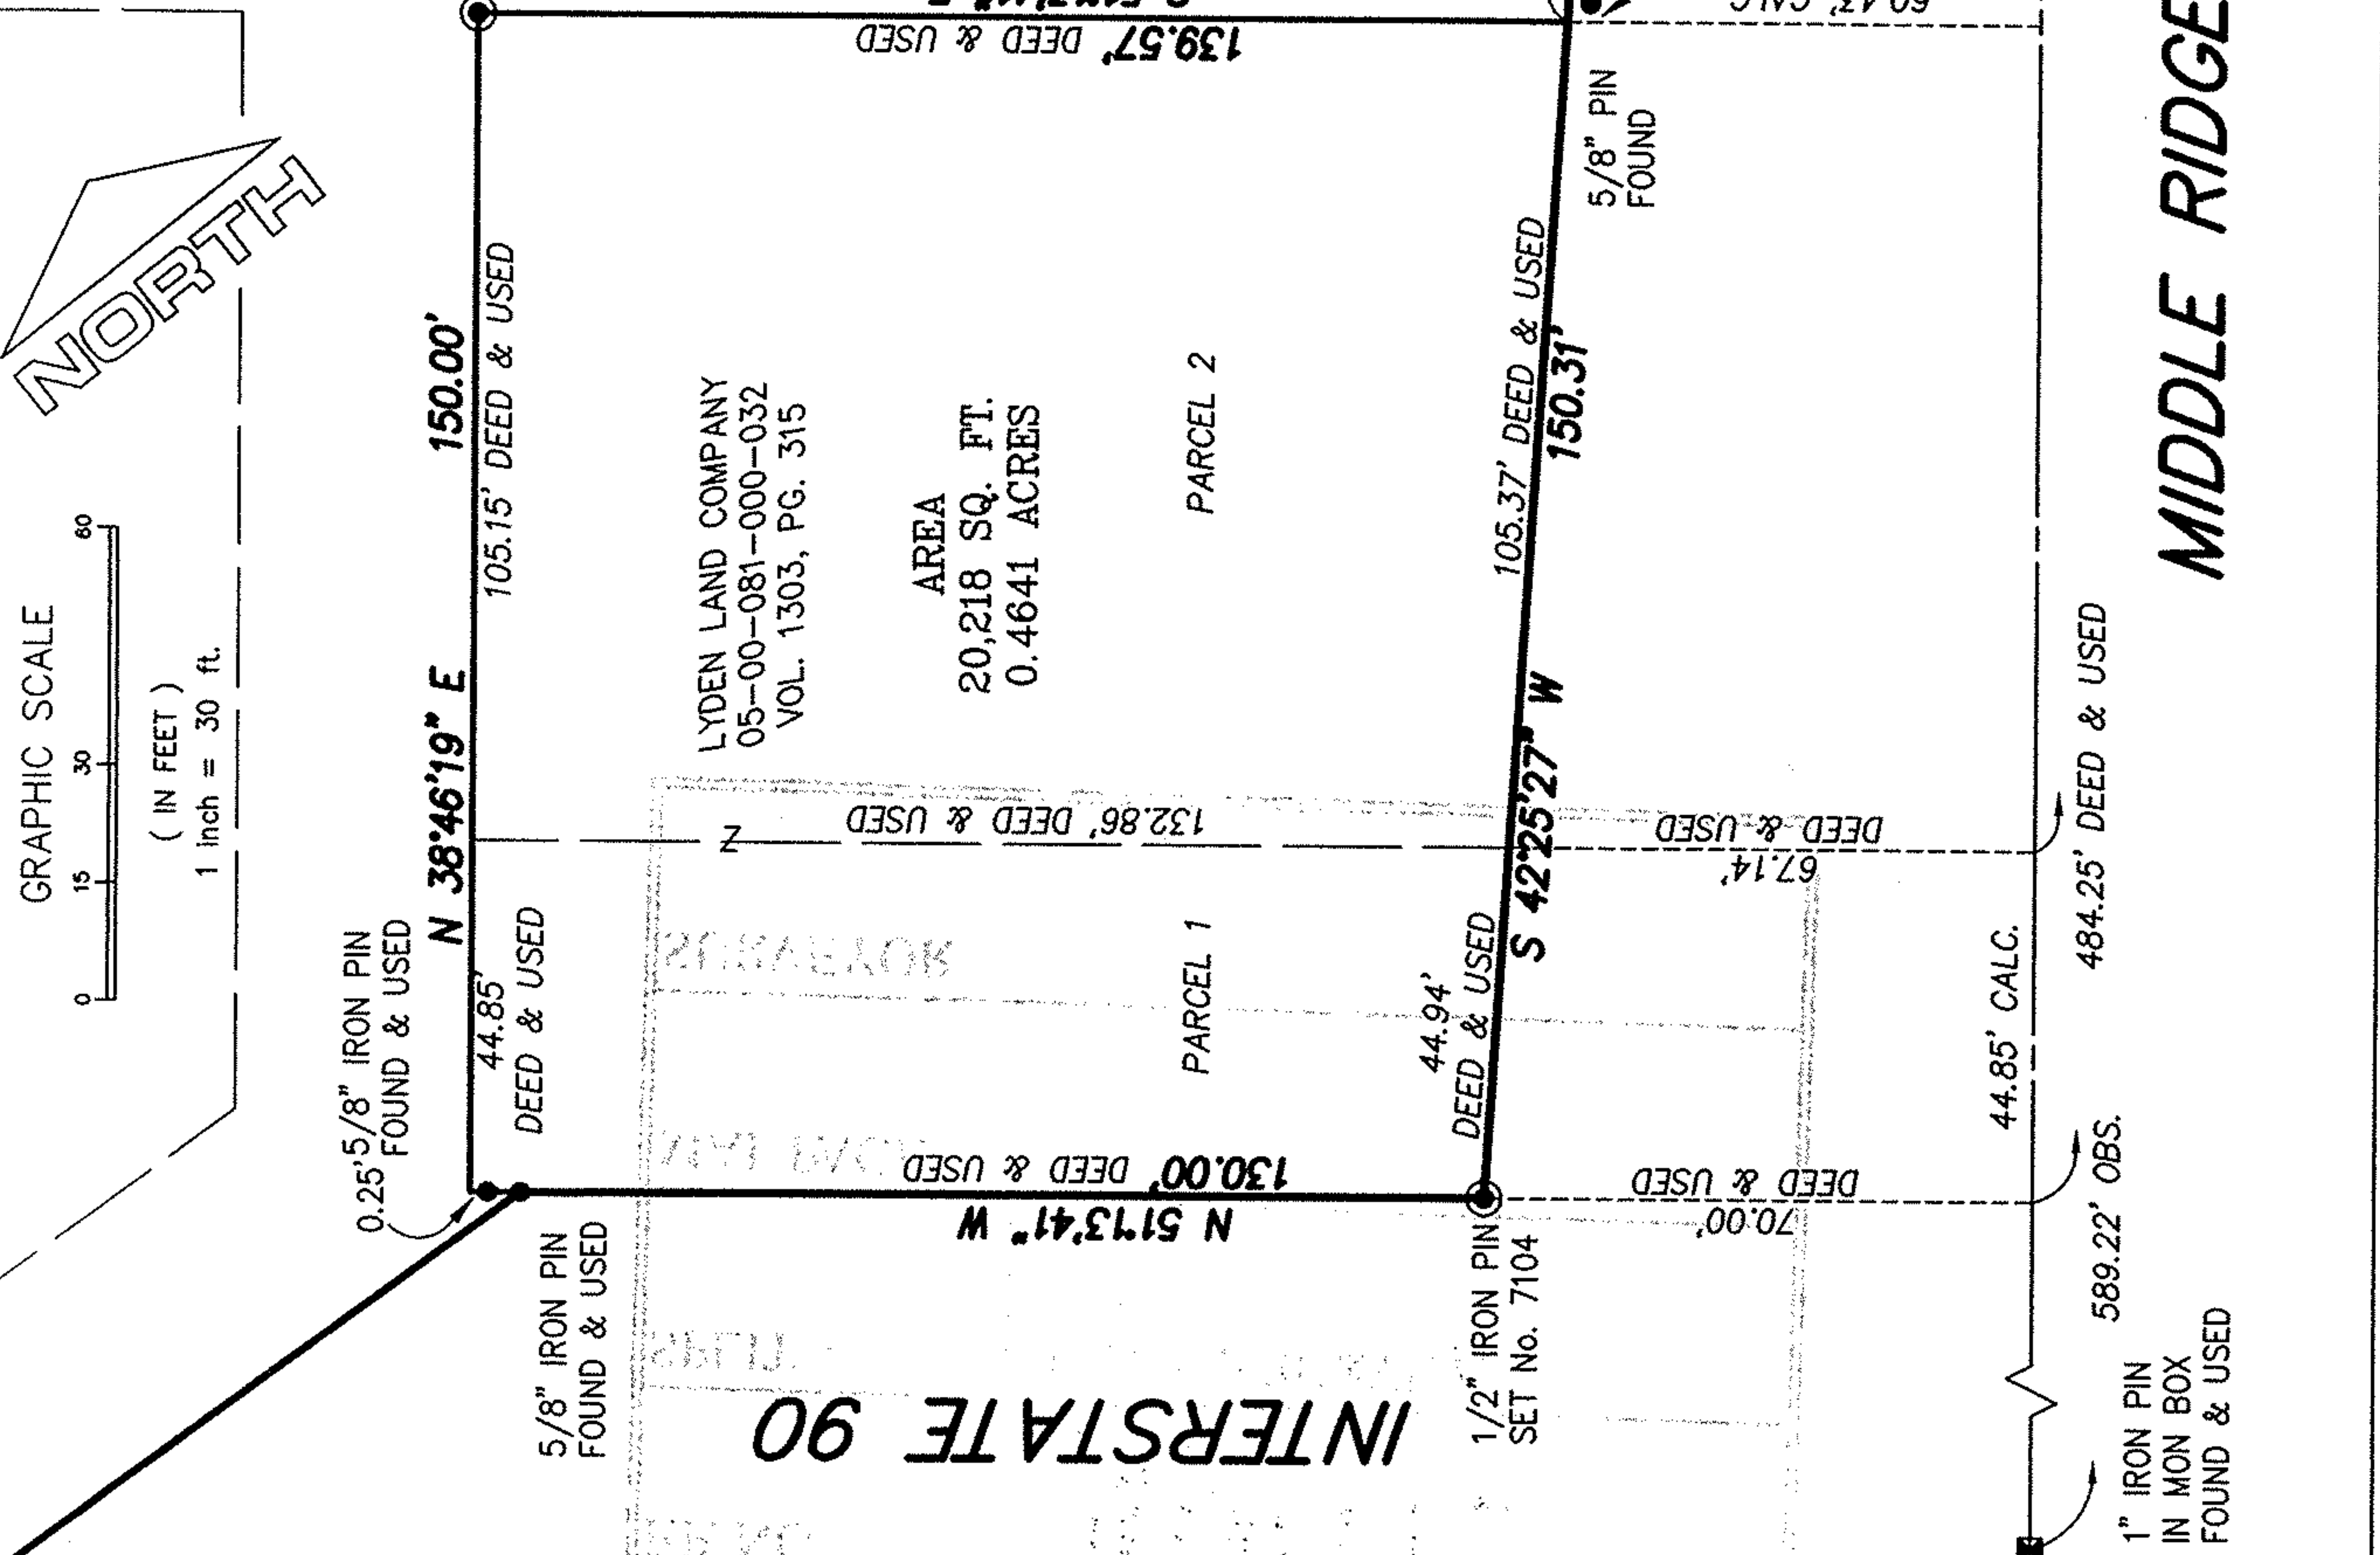 GRAPHIC SCALE
0 15 30 60
( IN FEET )
1 inch = 30 ft.
NORTH
0.25'
5/8" IRON PIN
FOUND & USED
N 38°46'19" E 150.00'
44.85'
DEED & USED
105.15' DEED & USED
139.57' DEED & USED
LYDEN LAND COMPANY
05-00-081-000-032
VOL. 1303, PG. 315
AREA
20,218 SQ. FT.
0.4641 ACRES
PARCEL 2
PARCEL 1
132.86' DEED & USED
Z
130.00' DEED & USED
N 51°13'41" W
5/8" IRON PIN
FOUND & USED
INTERSTATE 90
44.94'
DEED & USED
105.37' DEED & USED
S 42°25'27" W 150.31'
5/8" PIN
FOUND
60.43' CALC
1/2" IRON PIN
SET No. 7104
DEED & USED
67.14'
DEED & USED
70.00'
44.85' CALC.
484.25' DEED & USED
589.22' OBS.
1" IRON PIN
IN MON BOX
FOUND & USED
MIDDLE RIDGE